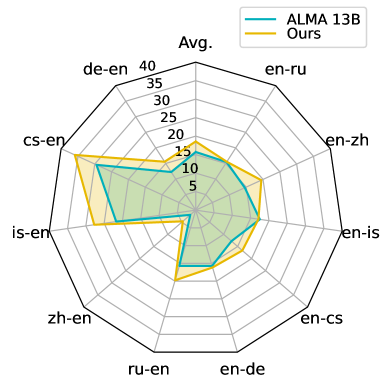 ALMA 13B
Ours
Avg.
de-en
en-ru
cs-en
en-zh
is-en
en-is
zh-en
en-cs
ru-en
en-de
40
35
30
25
20
15
10
5